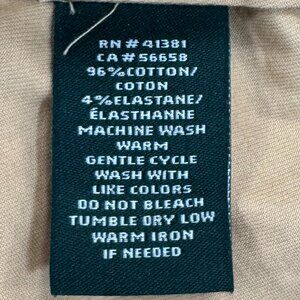 RN # 41381
CA # 56658
96% COTTON/
COTON
4% ELASTANE/
ÉLASTHANNE
MACHINE WASH
WARM
GENTLE CYCLE
WASH WITH
LIKE COLORS
DO NOT BLEACH
TUMBLE DRY LOW
WARM IRON
IF NEEDED